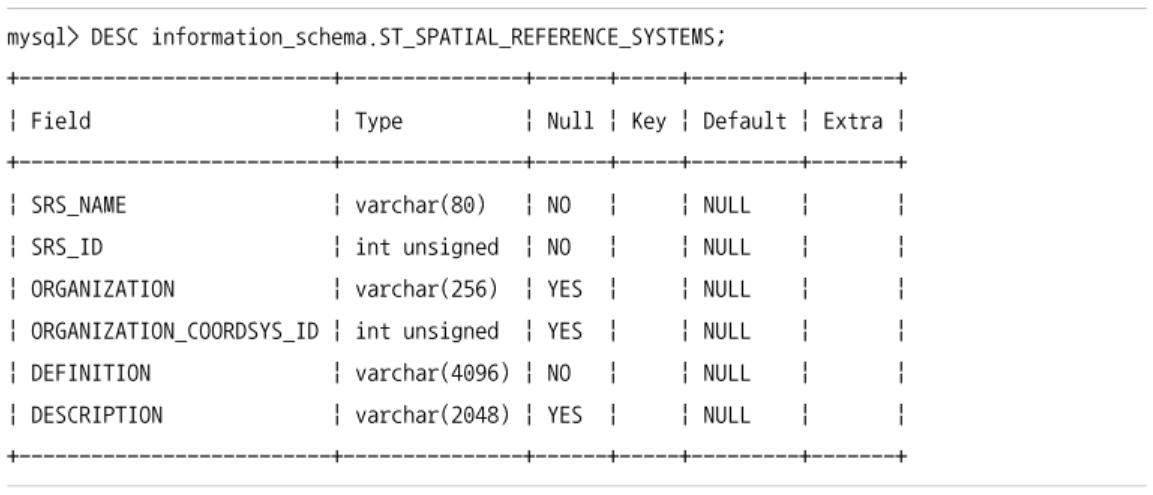 mysql> DESC information_schema.ST_SPATIAL_REFERENCE_SYSTEMS;
+--------------------------+---------------+------+-----+---------+-------+
¦ Field                    ¦ Type          ¦ Null ¦ Key ¦ Default ¦ Extra ¦
+--------------------------+---------------+------+-----+---------+-------+
¦ SRS_NAME                 ¦ varchar(80)   ¦ NO   ¦     ¦ NULL    ¦       ¦
¦ SRS_ID                   ¦ int unsigned  ¦ NO   ¦     ¦ NULL    ¦       ¦
¦ ORGANIZATION             ¦ varchar(256)  ¦ YES  ¦     ¦ NULL    ¦       ¦
¦ ORGANIZATION_COORDSYS_ID ¦ int unsigned  ¦ YES  ¦     ¦ NULL    ¦       ¦
¦ DEFINITION               ¦ varchar(4096) ¦ NO   ¦     ¦ NULL    ¦       ¦
¦ DESCRIPTION              ¦ varchar(2048) ¦ YES  ¦     ¦ NULL    ¦       ¦
+--------------------------+---------------+------+-----+---------+-------+